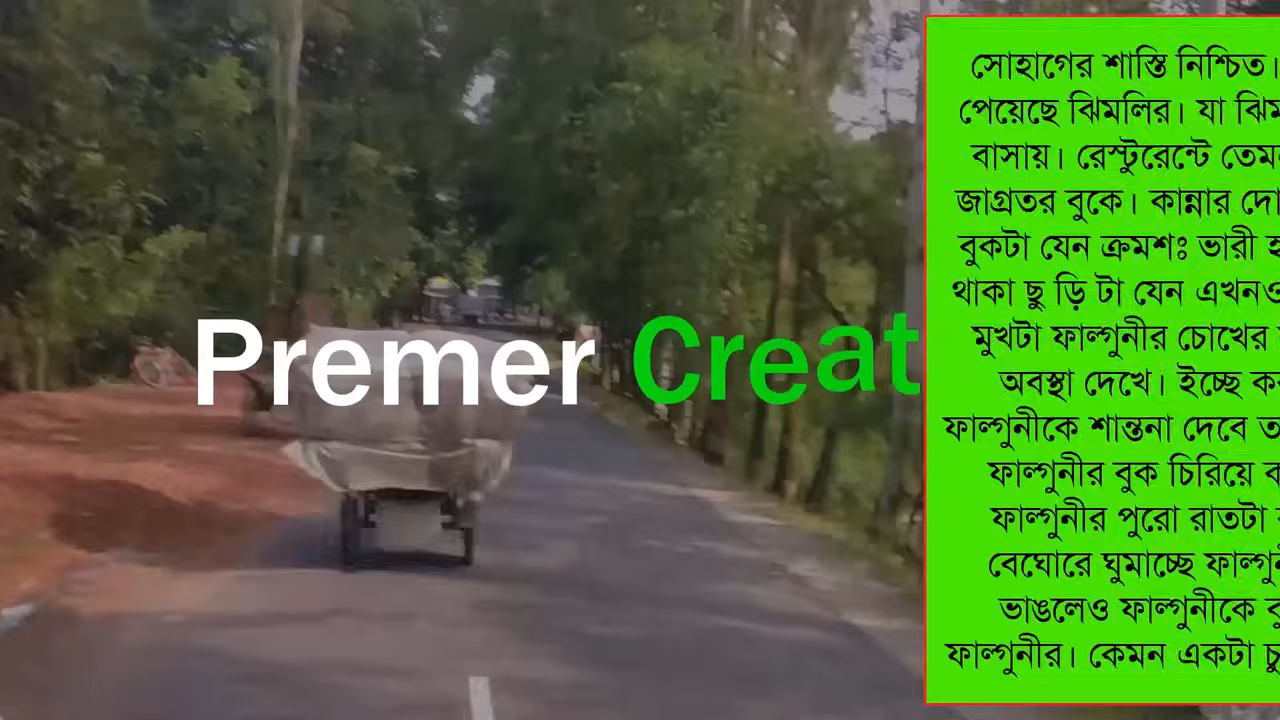 Premer Creat
সোহাগের শাস্তি নিশ্চিত।
পেয়েছে ঝিমলির। যা
বাসায়। রেস্টুরেন্টে
জাগ্রতর বুকে। কান্নার
বুকটা যেন ক্রমশঃ ভারী
থাকা ছু ড়ি টা যেন এখনও
মুখটা ফাল্গুনীর চোখের
অবস্থা দেখে। ইচ্ছে
ফাল্গুনীকে শান্তনা দেবে
ফাল্গুনীর বুক চিরিয়ে
ফাল্গুনীর পুরো রাতটা
বেঘোরে ঘুমাচ্ছে
ভাঙলেও ফাল্গুনীকে
ফাল্গুনীর। কেমন একটা